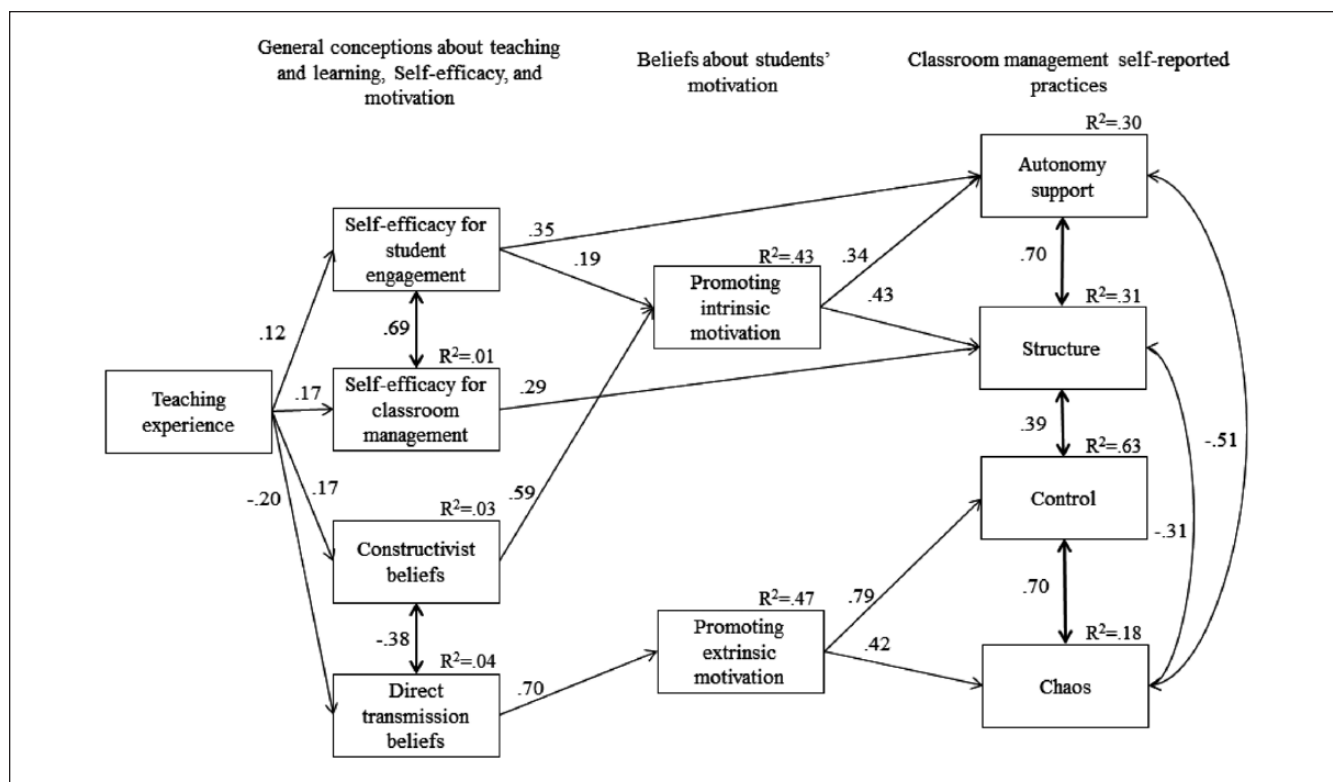 General conceptions about teaching
and learning, Self-efficacy, and
motivation
Beliefs about students'
motivation
Classroom management self-reported
practices
R²=.30
Autonomy
support
Self-efficacy for
student
engagement
.35
.19
R²=.43
.34
.70
Promoting
intrinsic
motivation
.43
R²=.31
.12
.69
Structure
R²=.01
Teaching
experience
.17
Self-efficacy for
classroom
management
.29
.39
-.51
R²=.63
.17
-.20
R²=.03
.59
Control
-.31
Constructivist
beliefs
R²=.47
.79
.70
-.38
Promoting
extrinsic
motivation
R²=.18
.42
R²=.04
.70
Chaos
Direct
transmission
beliefs